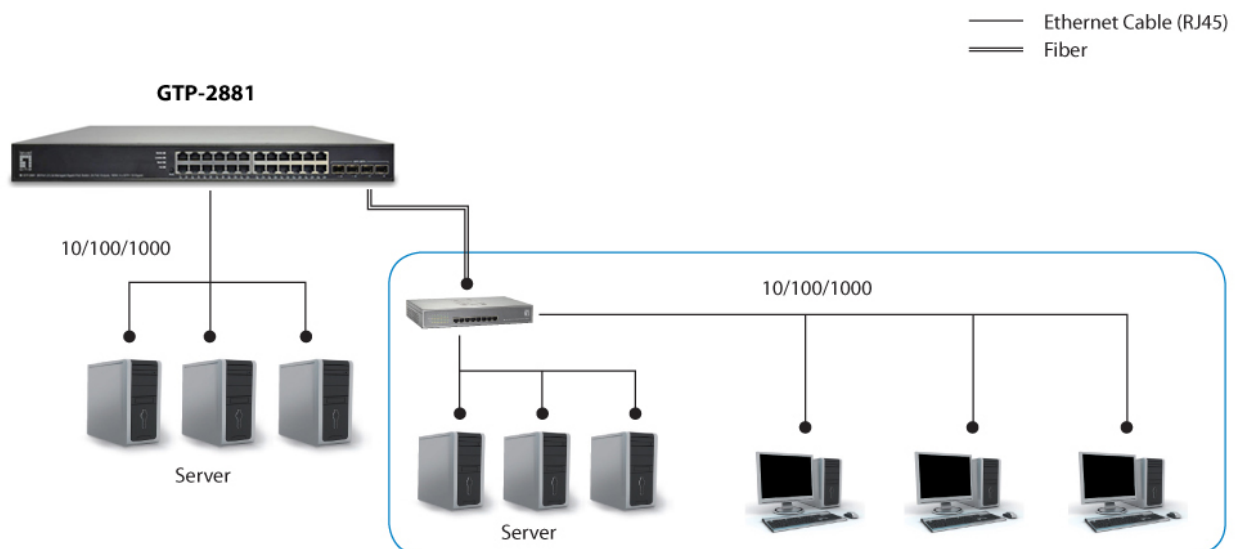 Ethernet Cable (RJ45)
Fiber
GTP-2881
10/100/1000
10/100/1000
Server
Server